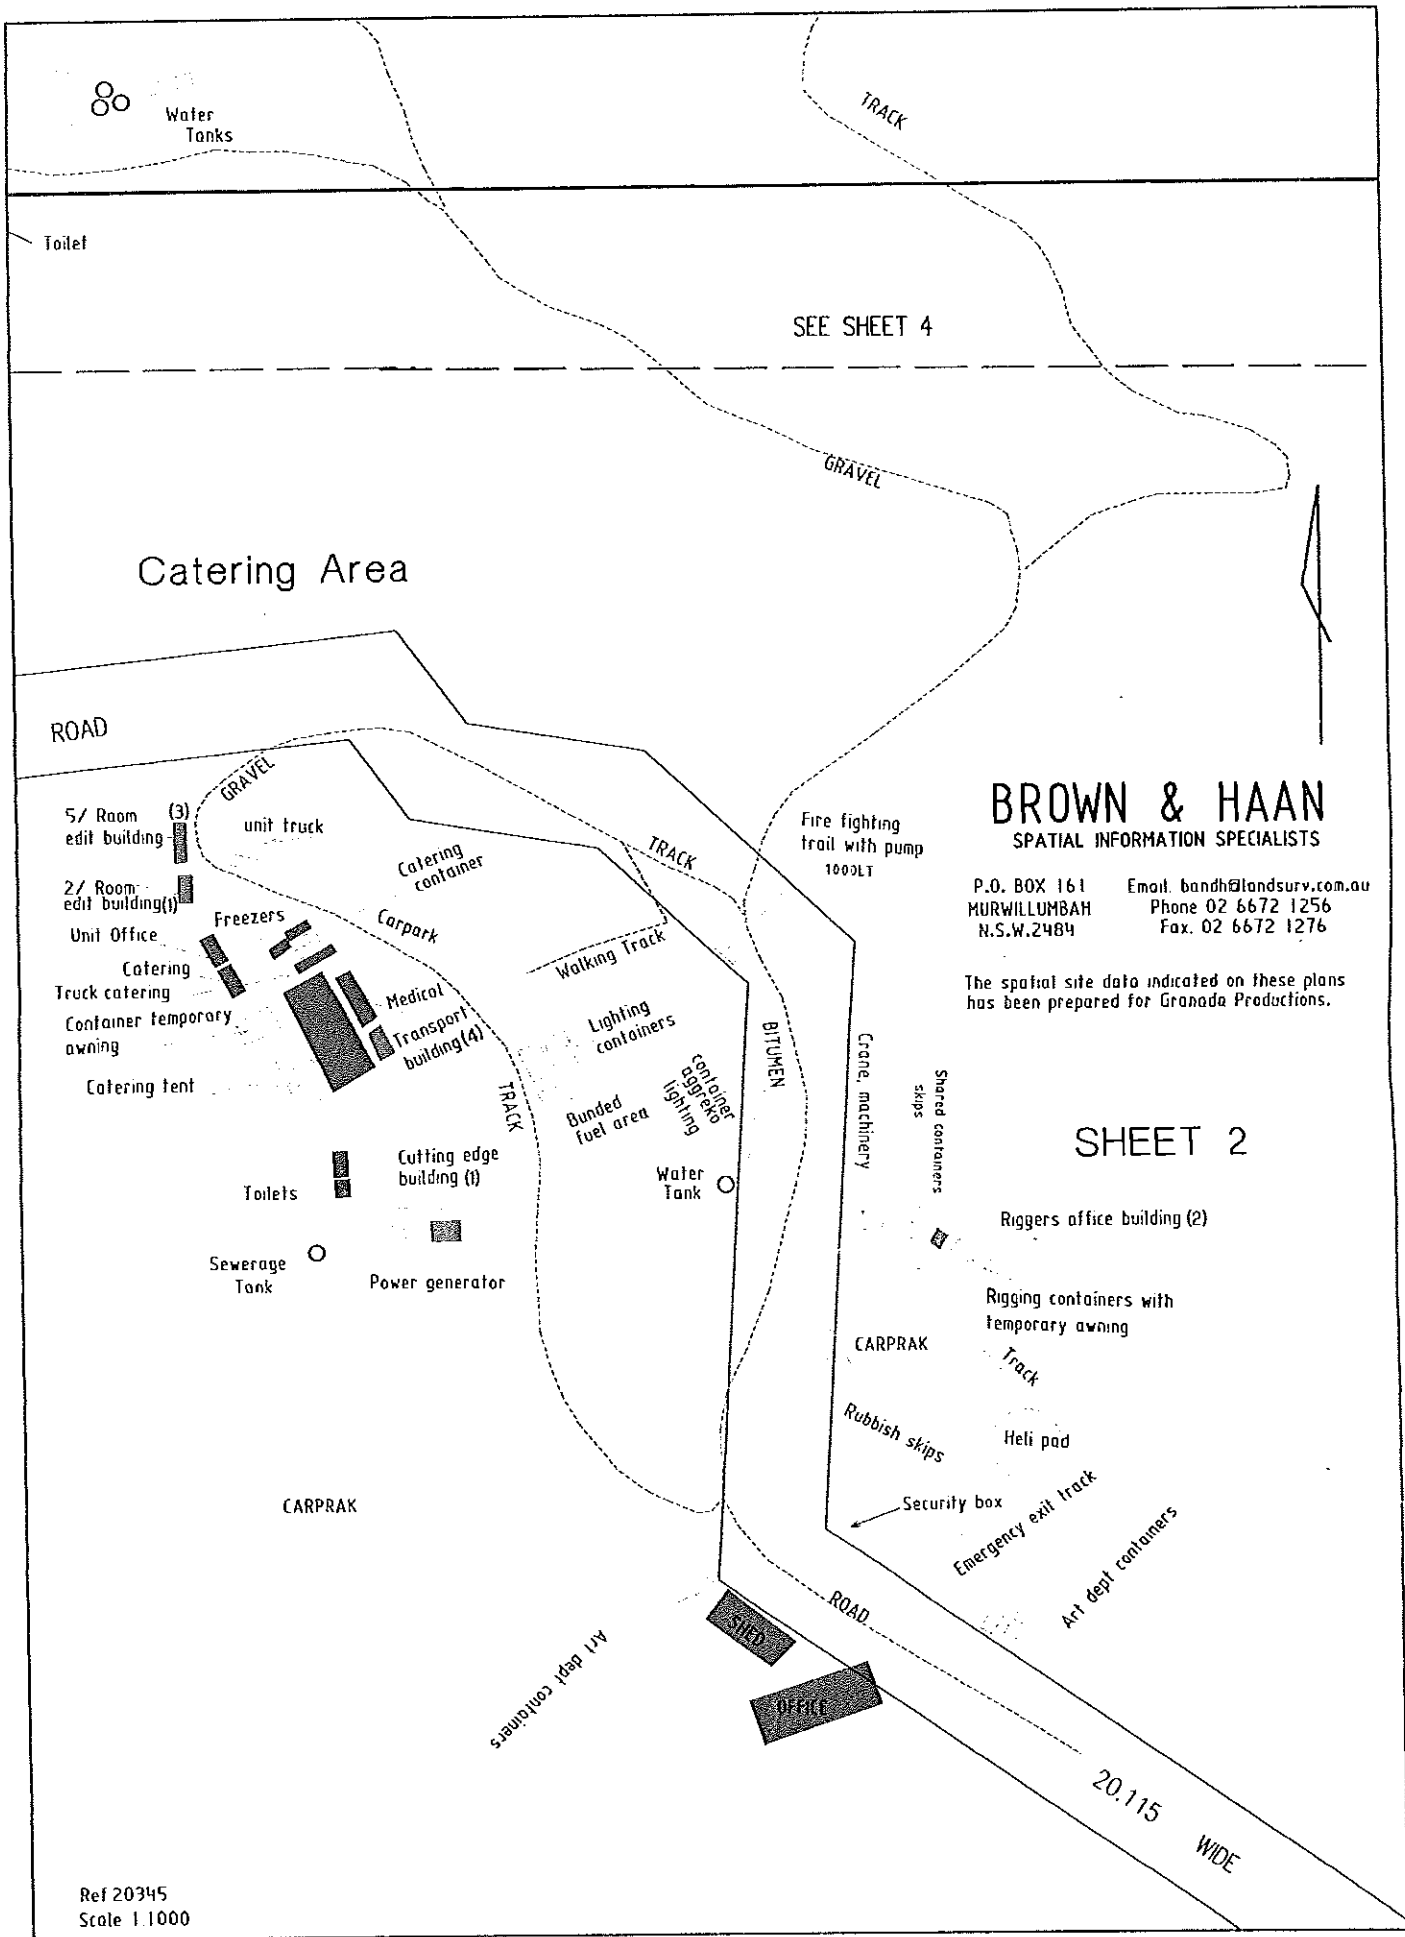 Water
Tanks
TRACK
Toilet
SEE SHEET 4
GRAVEL
Catering Area
ROAD
GRAVEL
5/ Room (3)
edit building
unit truck
2/ Room
edit building(1)
Catering
container
TRACK
Fire fighting
trail with pump
1000LT
BROWN & HAAN
SPATIAL INFORMATION SPECIALISTS
P.O. BOX 161
MURWILLUMBAH
N.S.W.2484
Email. bandh@landsurv.com.au
Phone 02 6672 1256
Fax. 02 6672 1276
The spatial site data indicated on these plans
has been prepared for Granada Productions.
Freezers
Carpark
Unit Office
Catering
Truck catering
Container temporary
awning
Catering tent
Medical
Transport
building(4)
Walking Track
Lighting
containers
TRACK
Bunded
fuel area
container
aggreko
lighting
BITUMEN
Crane, machinery
Shared containers
skips
SHEET 2
Toilets
Cutting edge
building (1)
Water
Tank
Riggers office building (2)
Sewerage
Tank
Power generator
Rigging containers with
temporary awning
CARPRAK
Track
Rubbish skips
Heli pad
CARPRAK
Security box
Emergency exit track
Art dept containers
ROAD
SHED
OFFICE
Art dept containers
20.115 WIDE
Ref 20345
Scale 1.1000